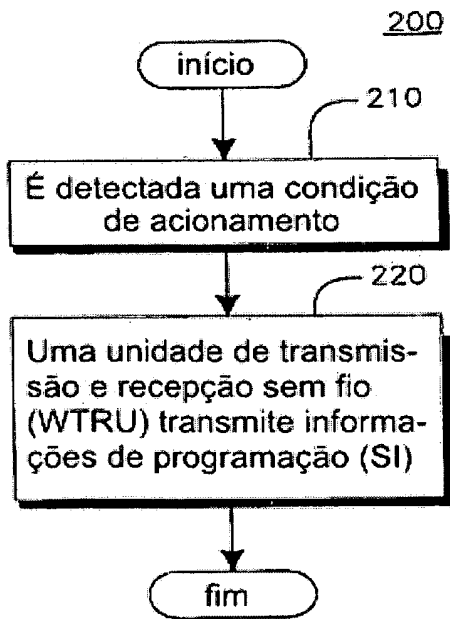 200
início
210
É detectada uma condição
de acionamento
220
Uma unidade de transmis-
são e recepção sem fio
(WTRU) transmite informa-
ções de programação (SI)
fim